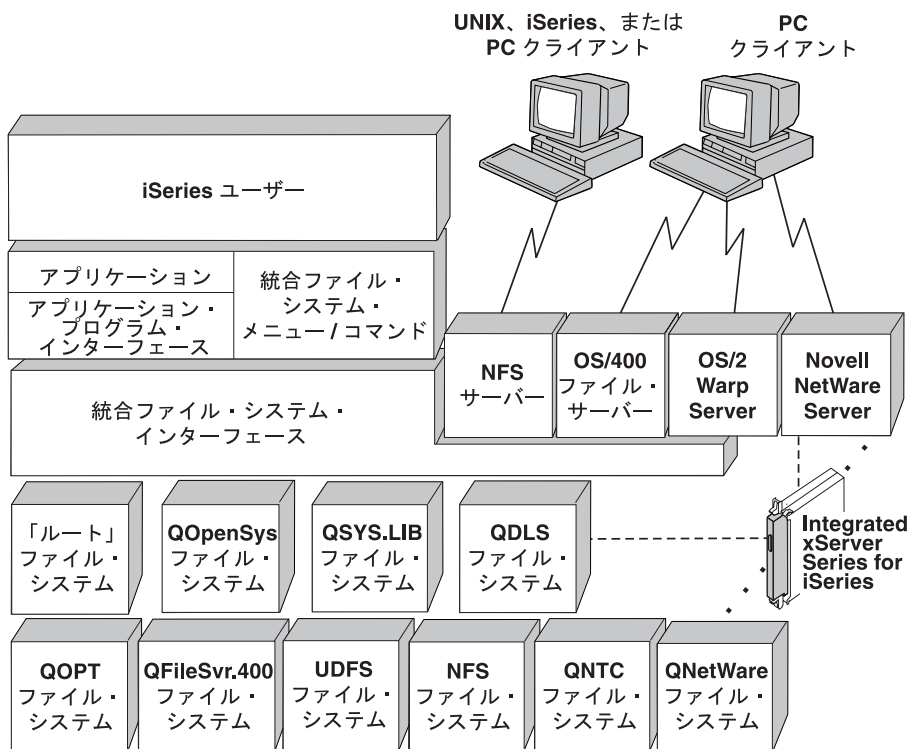 UNIX、iSeries、または
PC クライアント
PC
クライアント
iSeries ユーザー
アプリケーション
アプリケーション・
プログラム・
インターフェース
統合ファイル・
システム・
メニュー / コマンド
NFS
サーバー
OS/400
ファイル・
サーバー
OS/2
Warp
Server
Novell
NetWare
Server
統合ファイル・システム・
インターフェース
「ルート」
ファイル・
システム
QOpenSys
ファイル・
システム
QSYS.LIB
ファイル・
システム
QDLS
ファイル・
システム
Integrated
xServer
Series for
iSeries
QOPT
ファイル・
システム
QFileSvr.400
ファイル・
システム
UDFS
ファイル・
システム
NFS
ファイル・
システム
QNTC
ファイル・
システム
QNetWare
ファイル・
システム